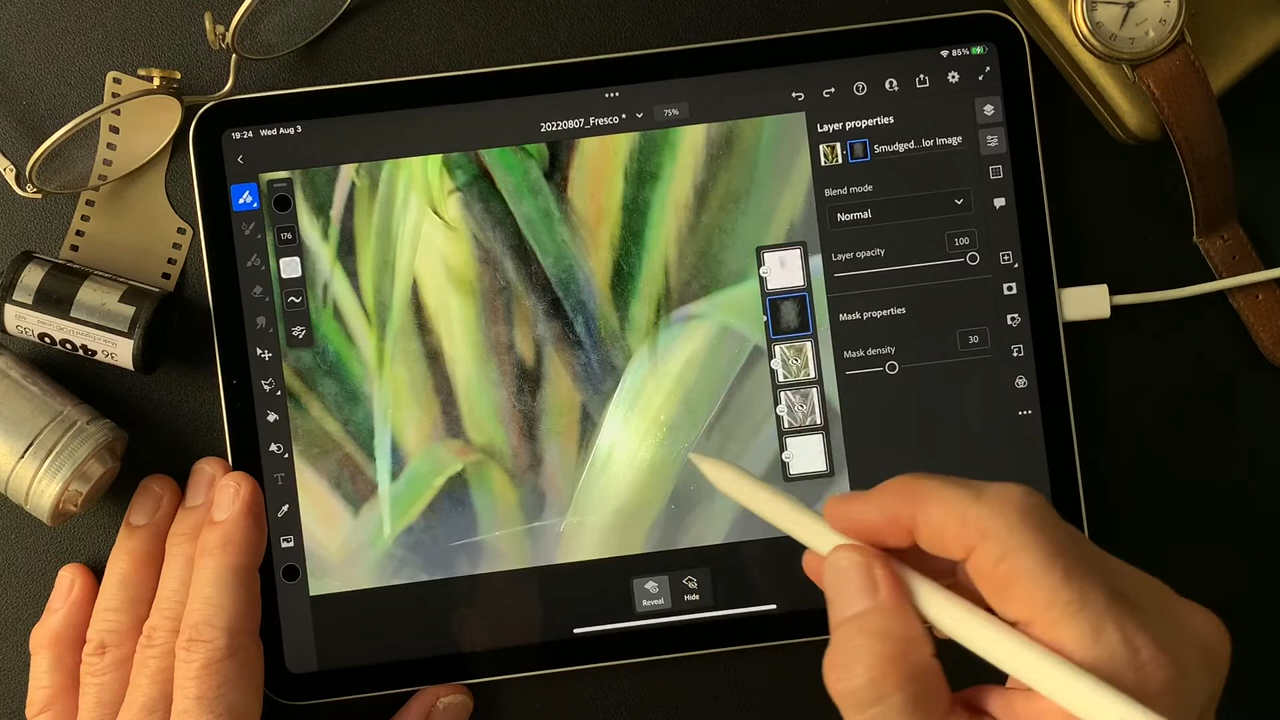 19:24 Wed Aug 3
85%
20220807_Fresco *
75%
Layer properties
Smudged...lor Image
Blend mode
Normal
Layer opacity
100
Mask properties
Mask density
30
176
T
Reveal
Hide
400
36
135